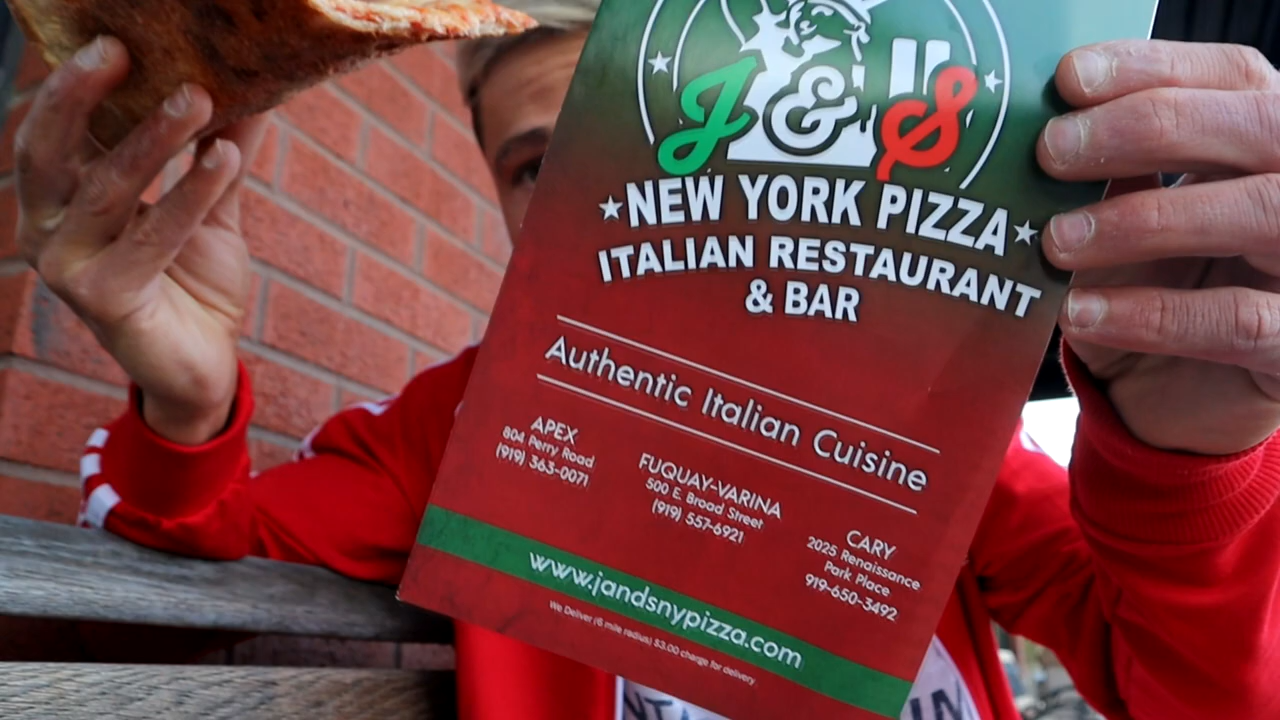 J & S
NEW YORK PIZZA
ITALIAN RESTAURANT
& BAR
Authentic Italian Cuisine
APEX
804 Perry Road
(919) 363-0071
FUQUAY-VARINA
500 E. Broad Street
(919) 557-6921
CARY
2025 Renaissance
Park Place
919-650-3492
www.jandsnypizza.com
We Deliver (6 mile radius) $3.00 charge for delivery